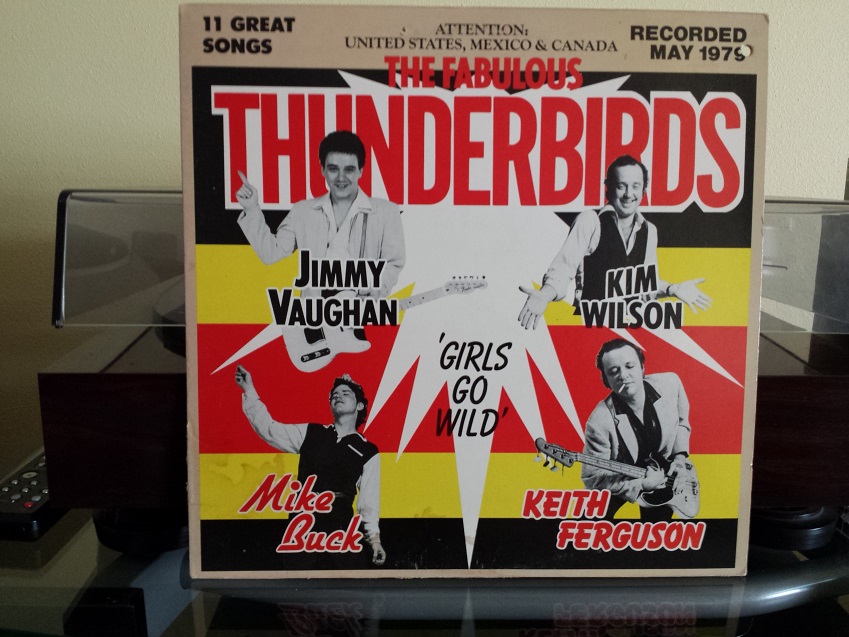 11 GREAT
SONGS
ATTENTION:
UNITED STATES, MEXICO & CANADA
RECORDED
MAY 1979
THE FABULOUS
THUNDERBIRDS
JIMMY
VAUGHAN
KIM
WILSON
'GIRLS
GO
WILD'
Mike
Buck
KEITH
FERGUSON